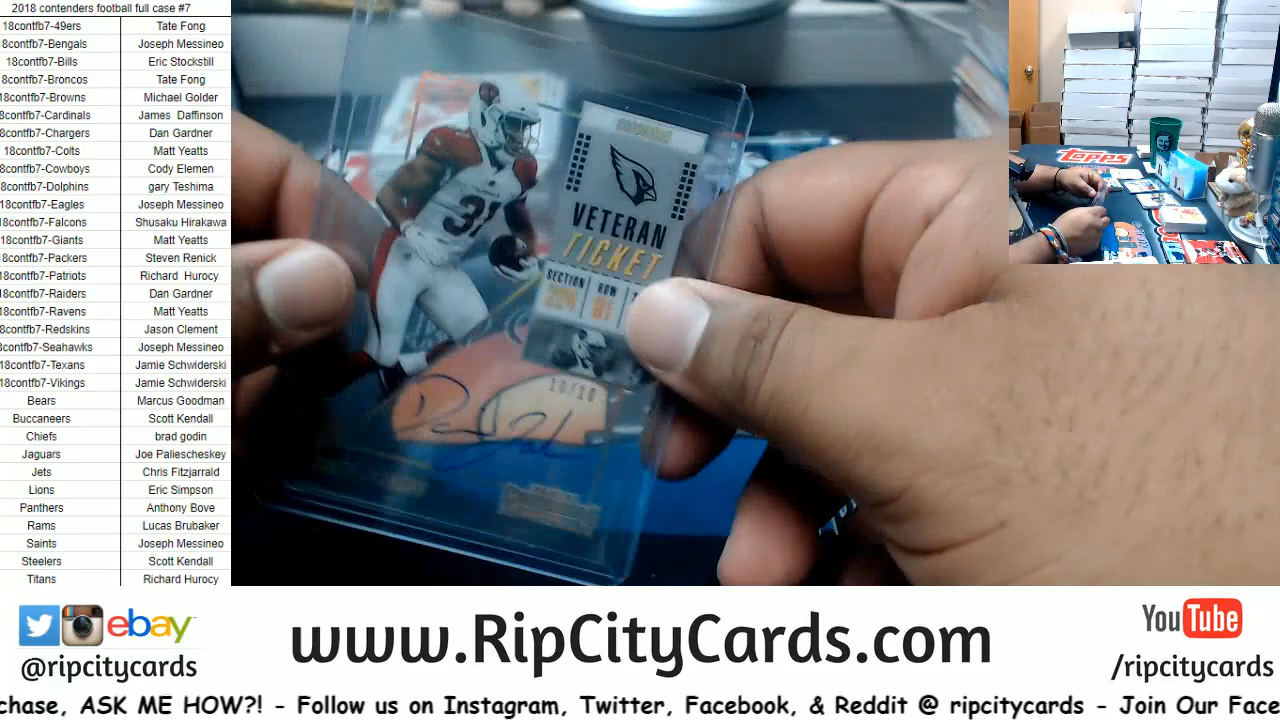 2018 contenders football full case #7
18contfb7-49ers Tate Fong
18contfb7-Bengals Joseph Messineo
18contfb7-Bills Eric Stockstill
8contfb7-Broncos Tate Fong
8contfb7-Browns Michael Golder
8contfb7-Cardinals James Daffinson
8contfb7-Chargers Dan Gardner
18contfb7-Colts Matt Yeatts
8contfb7-Cowboys Cody Elemen
8contfb7-Dolphins gary Teshima
18contfb7-Eagles Joseph Messineo
18contfb7-Falcons Shusaku Hirakawa
18contfb7-Giants Matt Yeatts
8contfb7-Packers Steven Renick
18contfb7-Patriots Richard Hurocy
18contfb7-Raiders Dan Gardner
18contfb7-Ravens Matt Yeatts
8contfb7-Redskins Jason Clement
8contfb7-Seahawks Joseph Messineo
18contfb7-Texans Jamie Schwiderski
18contfb7-Vikings Jamie Schwiderski
Bears Marcus Goodman
Buccaneers Scott Kendall
Chiefs brad godin
Jaguars Joe Paliescheskey
Jets Chris Fitzjarrald
Lions Eric Simpson
Panthers Anthony Bove
Rams Lucas Brubaker
Saints Joseph Messineo
Steelers Scott Kendall
Titans Richard Hurocy
31
VETERAN
TICKET
SECTION ROW
10/10
topps
ebay
@ripcitycards
www.RipCityCards.com
YouTube
/ripcitycards
chase, ASK ME HOW?! - Follow us on Instagram, Twitter, Facebook, & Reddit @ ripcitycards - Join Our Face